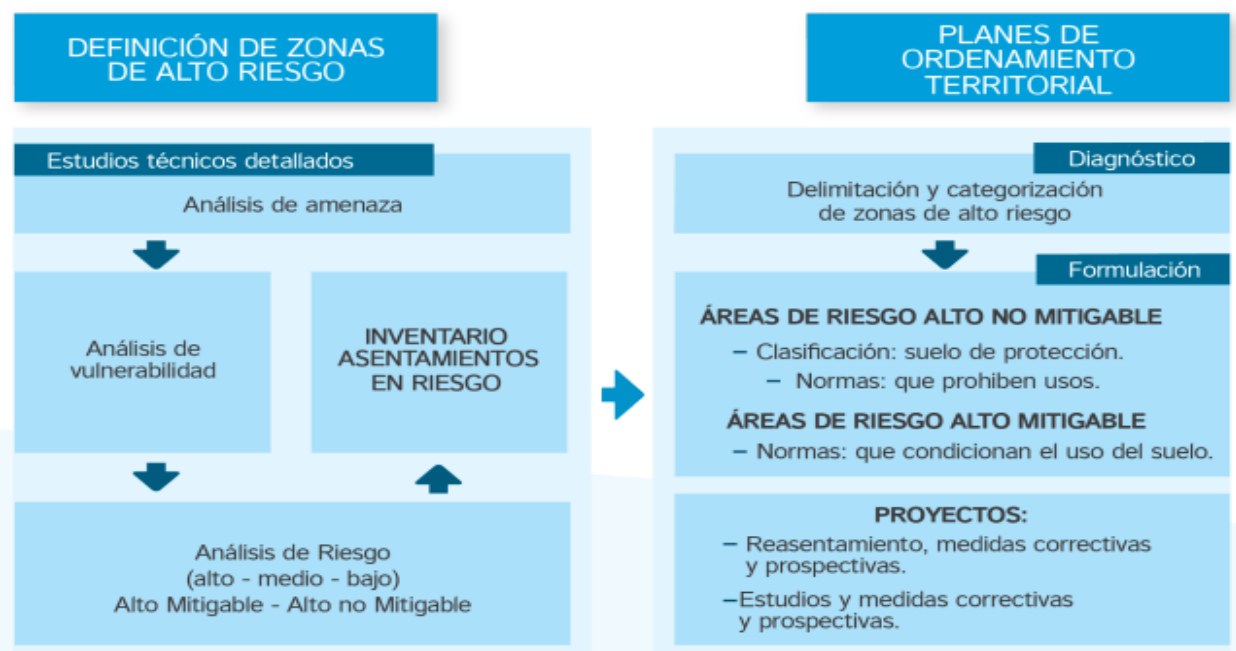 DEFINICIÓN DE ZONAS
DE ALTO RIESGO
Estudios técnicos detallados
Análisis de amenaza
Análisis de
vulnerabilidad
INVENTARIO
ASENTAMIENTOS
EN RIESGO
Análisis de Riesgo
(alto - medio - bajo)
Alto Mitigable - Alto no Mitigable
PLANES DE
ORDENAMIENTO
TERRITORIAL
Diagnóstico
Delimitación y categorización
de zonas de alto riesgo
Formulación
ÁREAS DE RIESGO ALTO NO MITIGABLE
– Clasificación: suelo de protección.
– Normas: que prohiben usos.
ÁREAS DE RIESGO ALTO MITIGABLE
– Normas: que condicionan el uso del suelo.
PROYECTOS:
– Reasentamiento, medidas correctivas
y prospectivas.
–Estudios y medidas correctivas
y prospectivas.